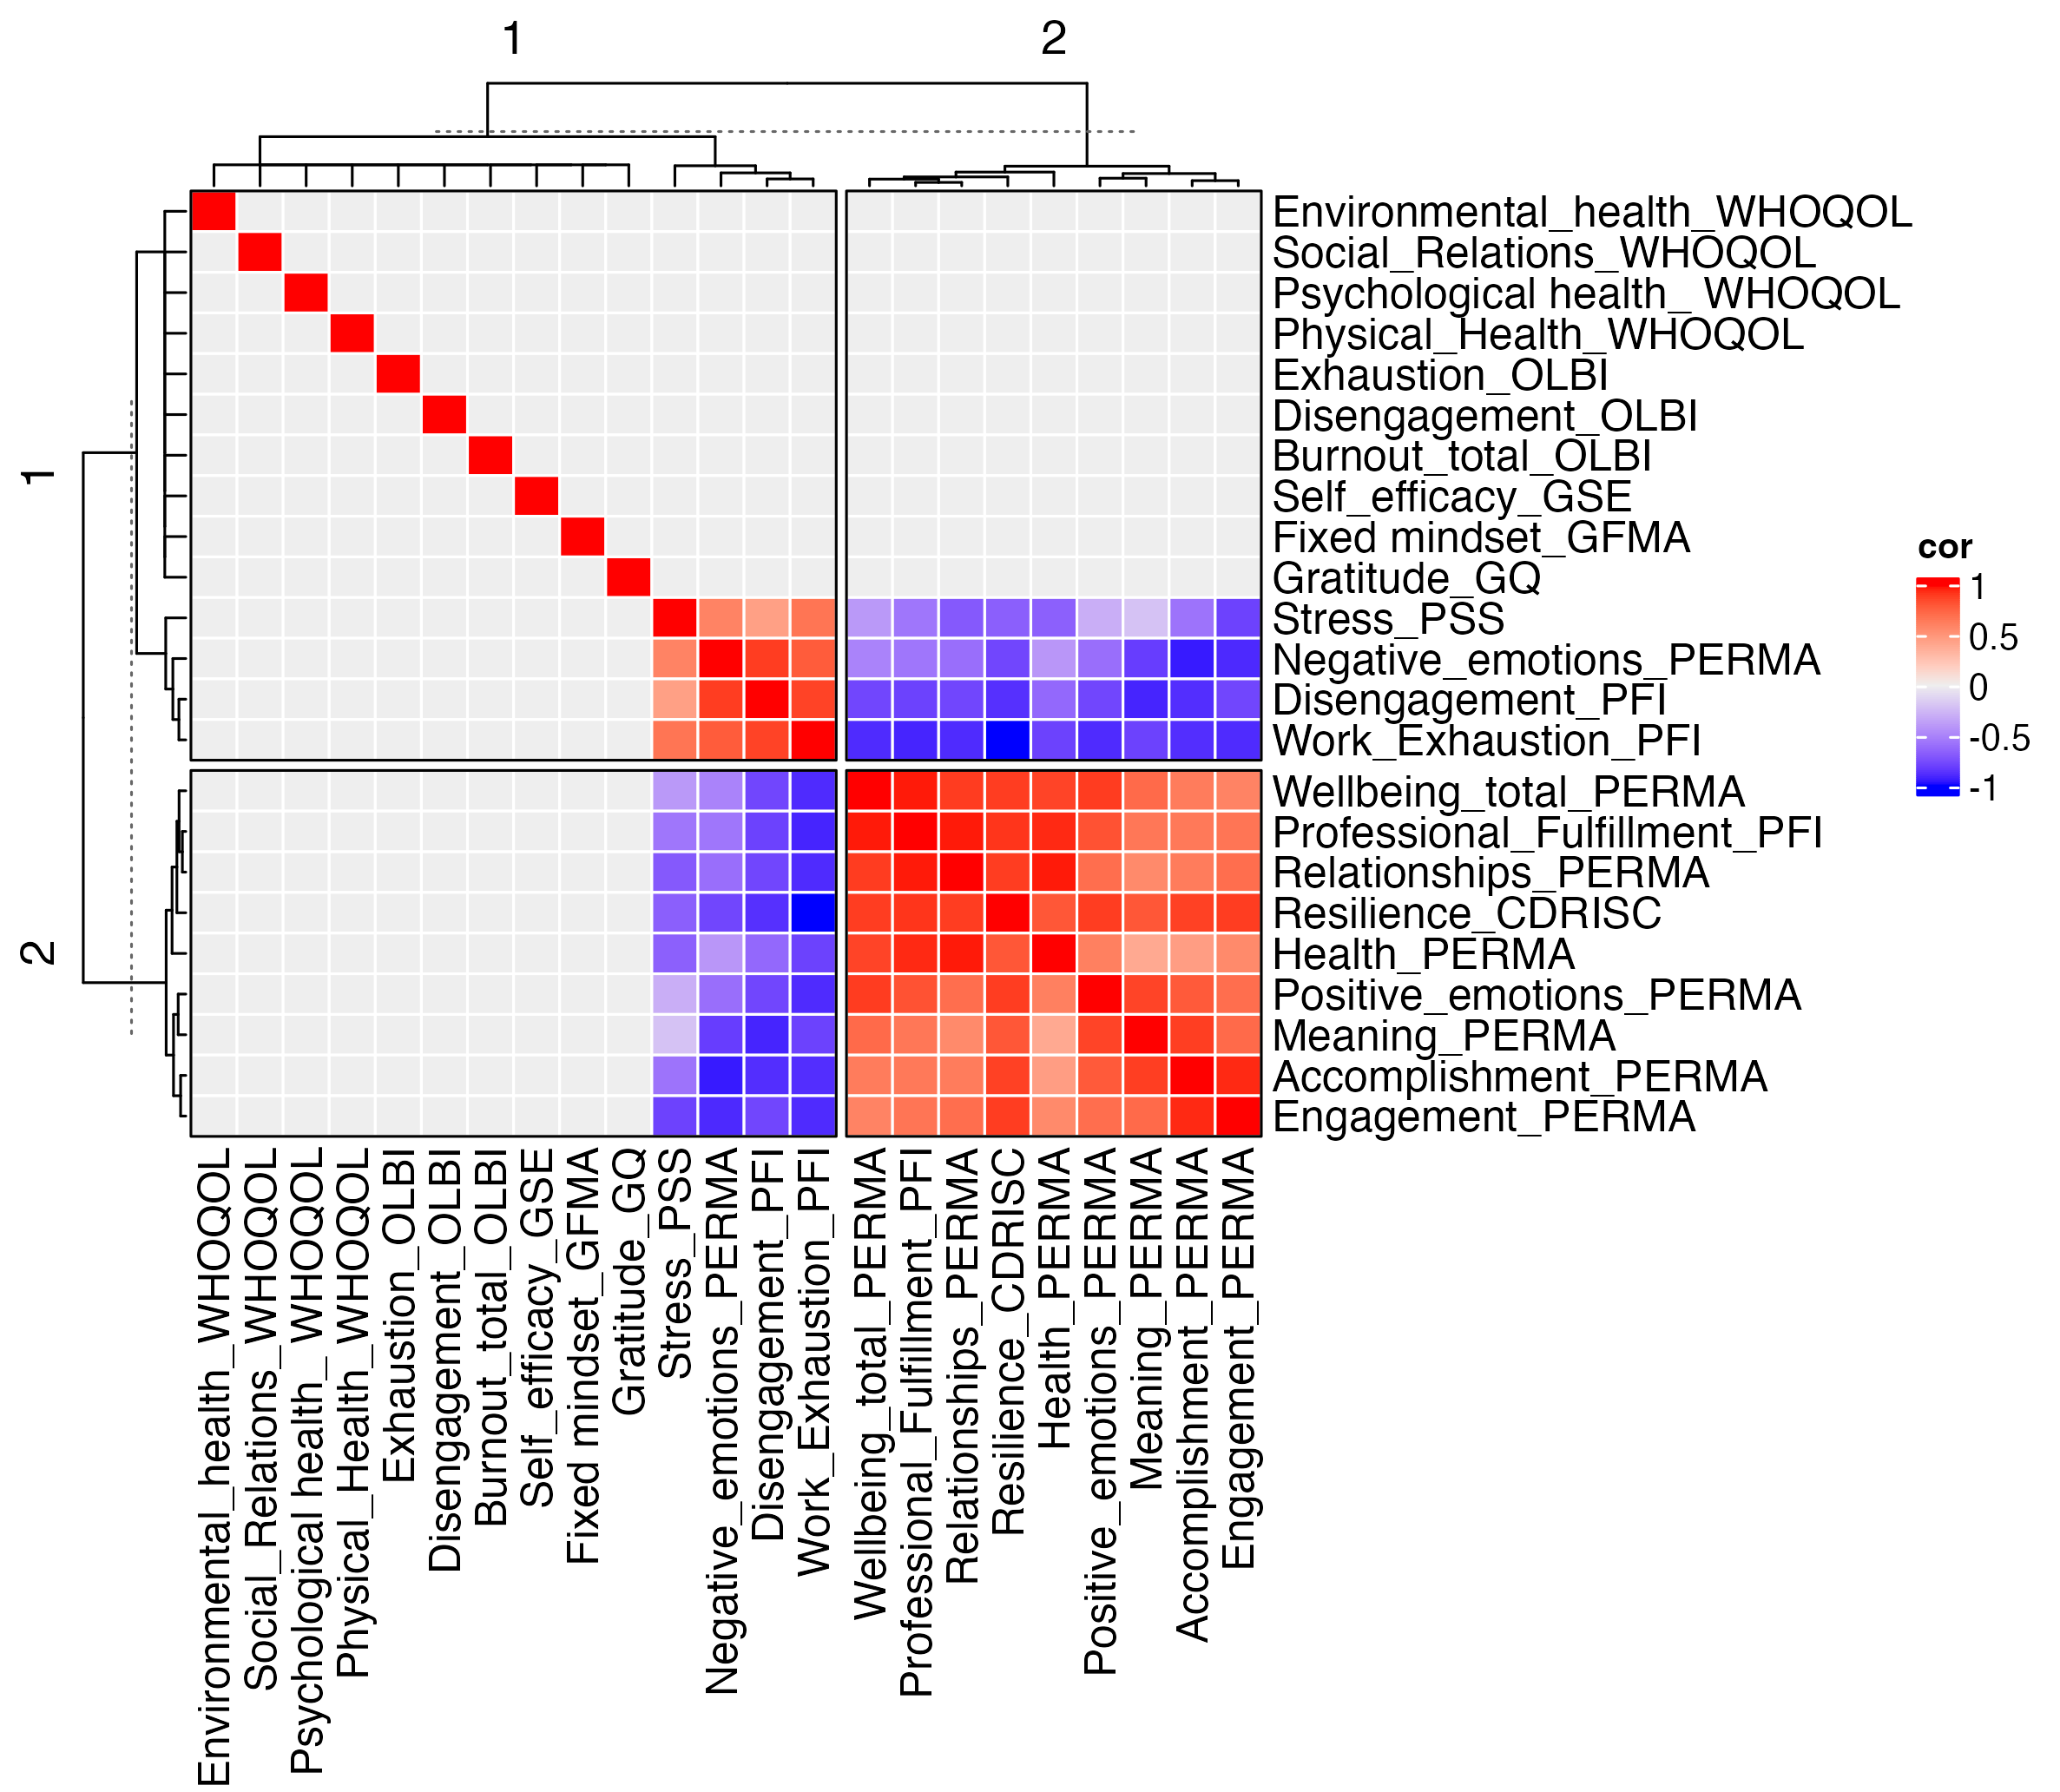 1
2
1
2
Environmental_health_WHOQOL
Social_Relations_WHOQOL
Psychological health_ WHOQOL
Physical_Health_WHOQOL
Exhaustion_OLBI
Disengagement_OLBI
Burnout_total_OLBI
Self_efficacy_GSE
Fixed mindset_GFMA
Gratitude_GQ
Stress_PSS
Negative_emotions_PERMA
Disengagement_PFI
Work_Exhaustion_PFI
Wellbeing_total_PERMA
Professional_Fulfillment_PFI
Relationships_PERMA
Resilience_CDRISC
Health_PERMA
Positive_emotions_PERMA
Meaning_PERMA
Accomplishment_PERMA
Engagement_PERMA
cor
1
0.5
0
-0.5
-1
Environmental_health_WHOQOL
Social_Relations_WHOQOL
Psychological health_ WHOQOL
Physical_Health_WHOQOL
Exhaustion_OLBI
Disengagement_OLBI
Burnout_total_OLBI
Self_efficacy_GSE
Fixed mindset_GFMA
Gratitude_GQ
Stress_PSS
Negative_emotions_PERMA
Disengagement_PFI
Work_Exhaustion_PFI
Wellbeing_total_PERMA
Professional_Fulfillment_PFI
Relationships_PERMA
Resilience_CDRISC
Health_PERMA
Positive_emotions_PERMA
Meaning_PERMA
Accomplishment_PERMA
Engagement_PERMA